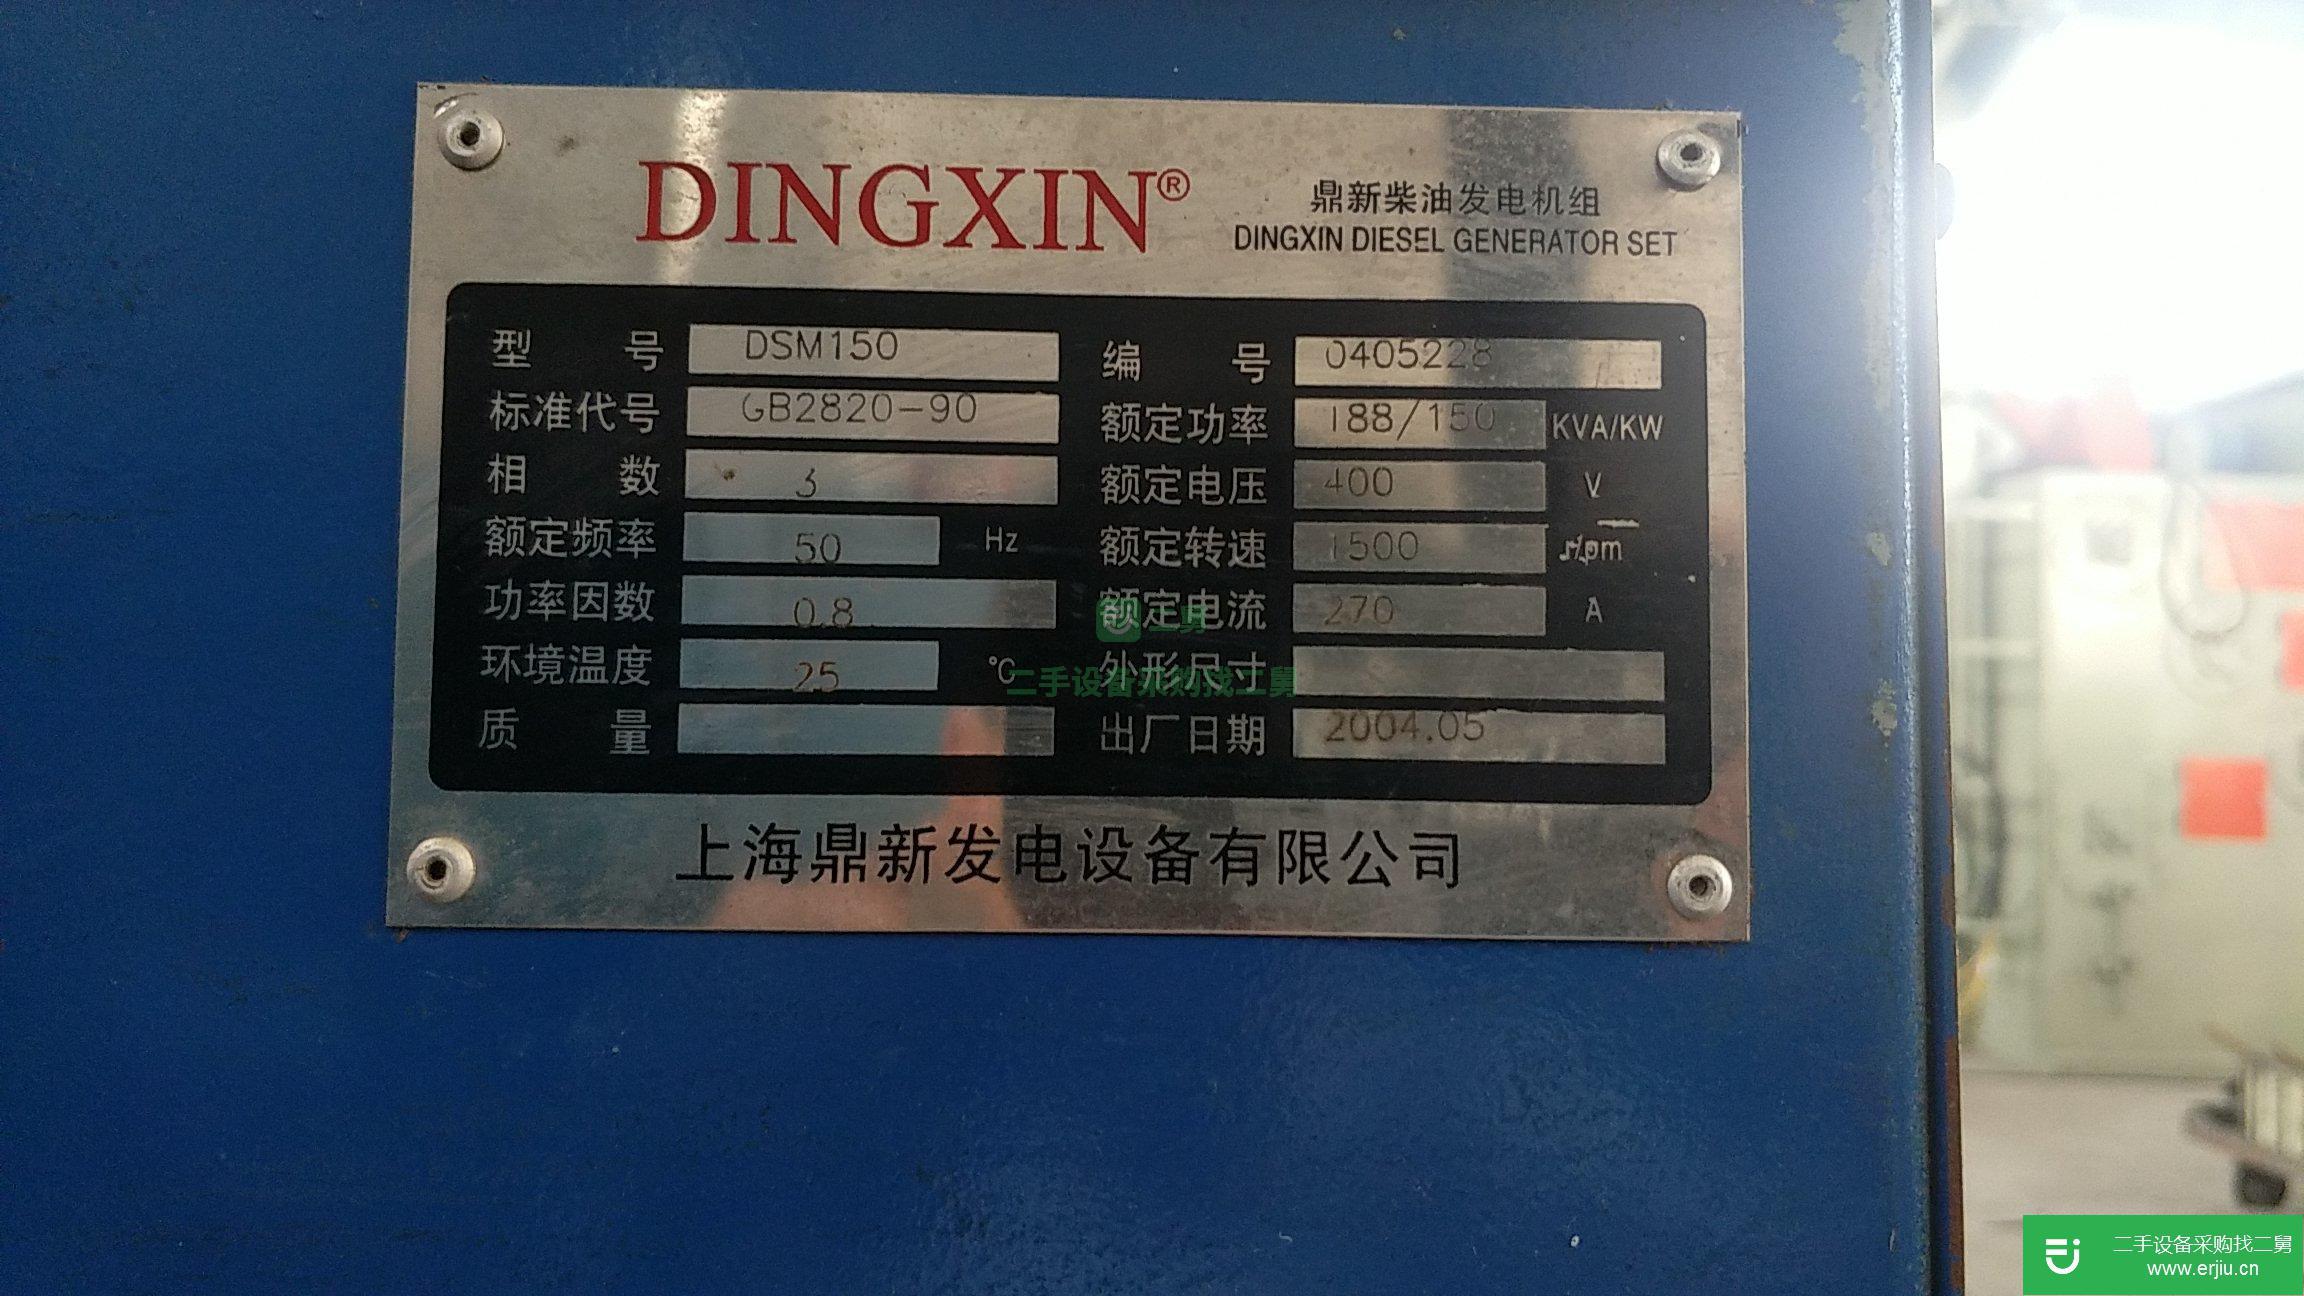 DINGXIN®
鼎新柴油发电机组
DINGXIN DIESEL GENERATOR SET
型号 DSM150 编号 0405228
标准代号 GB2820-90 额定功率 188/150 KVA/KW
相数 3 额定电压 400 V
额定频率 50 Hz 额定转速 1500 r/pm
功率因数 0.8 额定电流 270 A
环境温度 25 ℃ 外形尺寸
质量 出厂日期 2004.05
上海鼎新发电设备有限公司
二舅
二手设备采购找二舅
二手设备采购找二舅
www.erjiu.cn